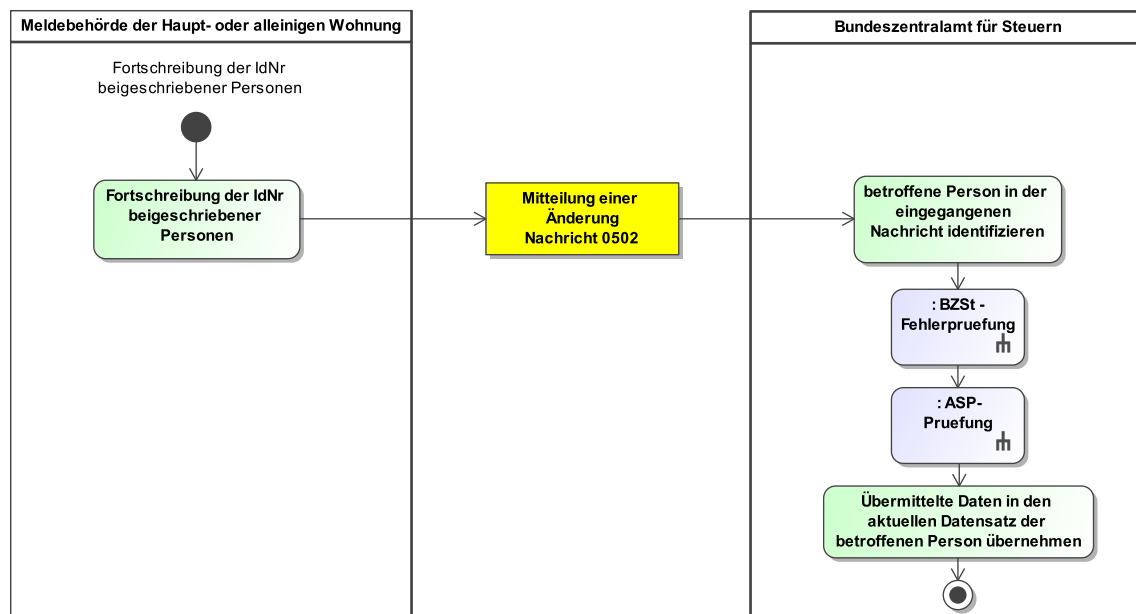 Meldebehörde der Haupt- oder alleinigen Wohnung
Fortschreibung der IdNr
beigeschriebener Personen
Fortschreibung der IdNr
beigeschriebener
Personen
Mitteilung einer
Änderung
Nachricht 0502
Bundeszentralamt für Steuern
betroffene Person in der
eingegangenen
Nachricht identifizieren
: BZSt -
Fehlerpruefung
: ASP-
Pruefung
Übermittelte Daten in den
aktuellen Datensatz der
betroffenen Person übernehmen